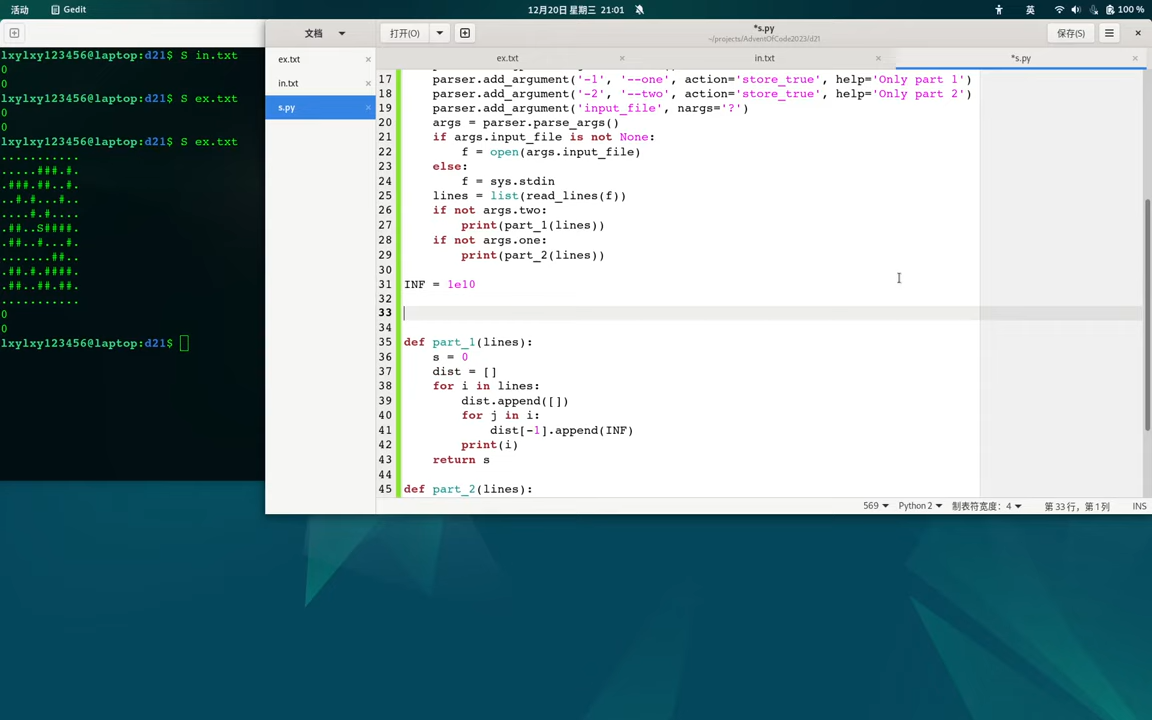 活动 Gedit 12月20日 星期三 21:01 英 100 %
文档 打开(O) *s.py 保存(S)
~/projects/AdventOfCode2023/d21
ex.txt in.txt *s.py
ex.txt
in.txt
s.py
lxylxy123456@laptop:d21$ S in.txt
0
0
lxylxy123456@laptop:d21$ S ex.txt
0
0
lxylxy123456@laptop:d21$ S ex.txt
...........
.....###.#.
.###.##..#.
..#.#...#..
....#.#....
.##..S####.
.##..#...#.
.......##..
.##.#.####.
.##..##.##.
...........
0
0
lxylxy123456@laptop:d21$
17 parser.add_argument('-1', '--one', action='store_true', help='Only part 1')
18 parser.add_argument('-2', '--two', action='store_true', help='Only part 2')
19 parser.add_argument('input_file', nargs='?')
20 args = parser.parse_args()
21 if args.input_file is not None:
22 f = open(args.input_file)
23 else:
24 f = sys.stdin
25 lines = list(read_lines(f))
26 if not args.two:
27 print(part_1(lines))
28 if not args.one:
29 print(part_2(lines))
30
31 INF = 1e10
32
33
34
35 def part_1(lines):
36 s = 0
37 dist = []
38 for i in lines:
39 dist.append([])
40 for j in i:
41 dist[-1].append(INF)
42 print(i)
43 return s
44
45 def part_2(lines):
569 Python 2 制表符宽度：4 第 33 行，第 1 列 INS